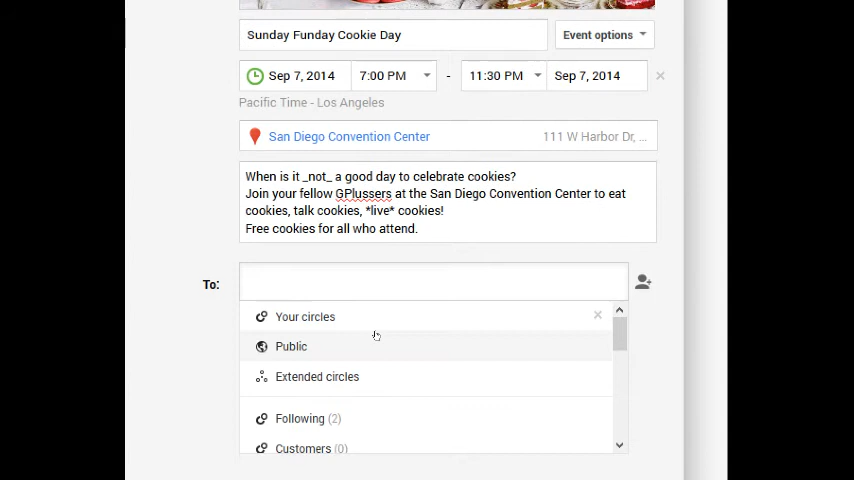 Sunday Funday Cookie Day
Event options
Sep 7, 2014 7:00 PM - 11:30 PM Sep 7, 2014
Pacific Time - Los Angeles
San Diego Convention Center 111 W Harbor Dr, ...
When is it _not_ a good day to celebrate cookies?
Join your fellow GPlussers at the San Diego Convention Center to eat
cookies, talk cookies, *live* cookies!
Free cookies for all who attend.
To:
Your circles
Public
Extended circles
Following (2)
Customers (0)